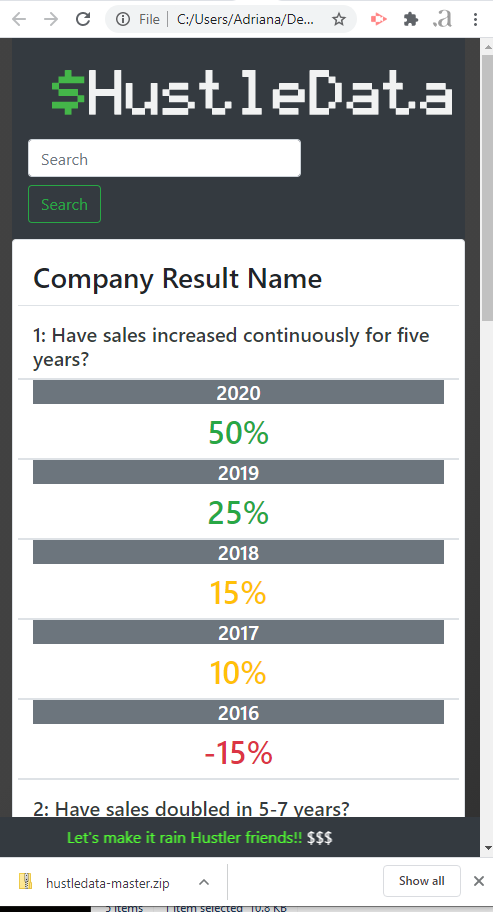 File | C:/Users/Adriana/De... .a
$HustleData
Search
Search
Company Result Name
1: Have sales increased continuously for five
years?
2020
50%
2019
25%
2018
15%
2017
10%
2016
-15%
2: Have sales doubled in 5-7 years?
Let's make it rain Hustler friends!! $$$
hustledata-master.zip
Show all
5 items 1 item selected 10.8 KB